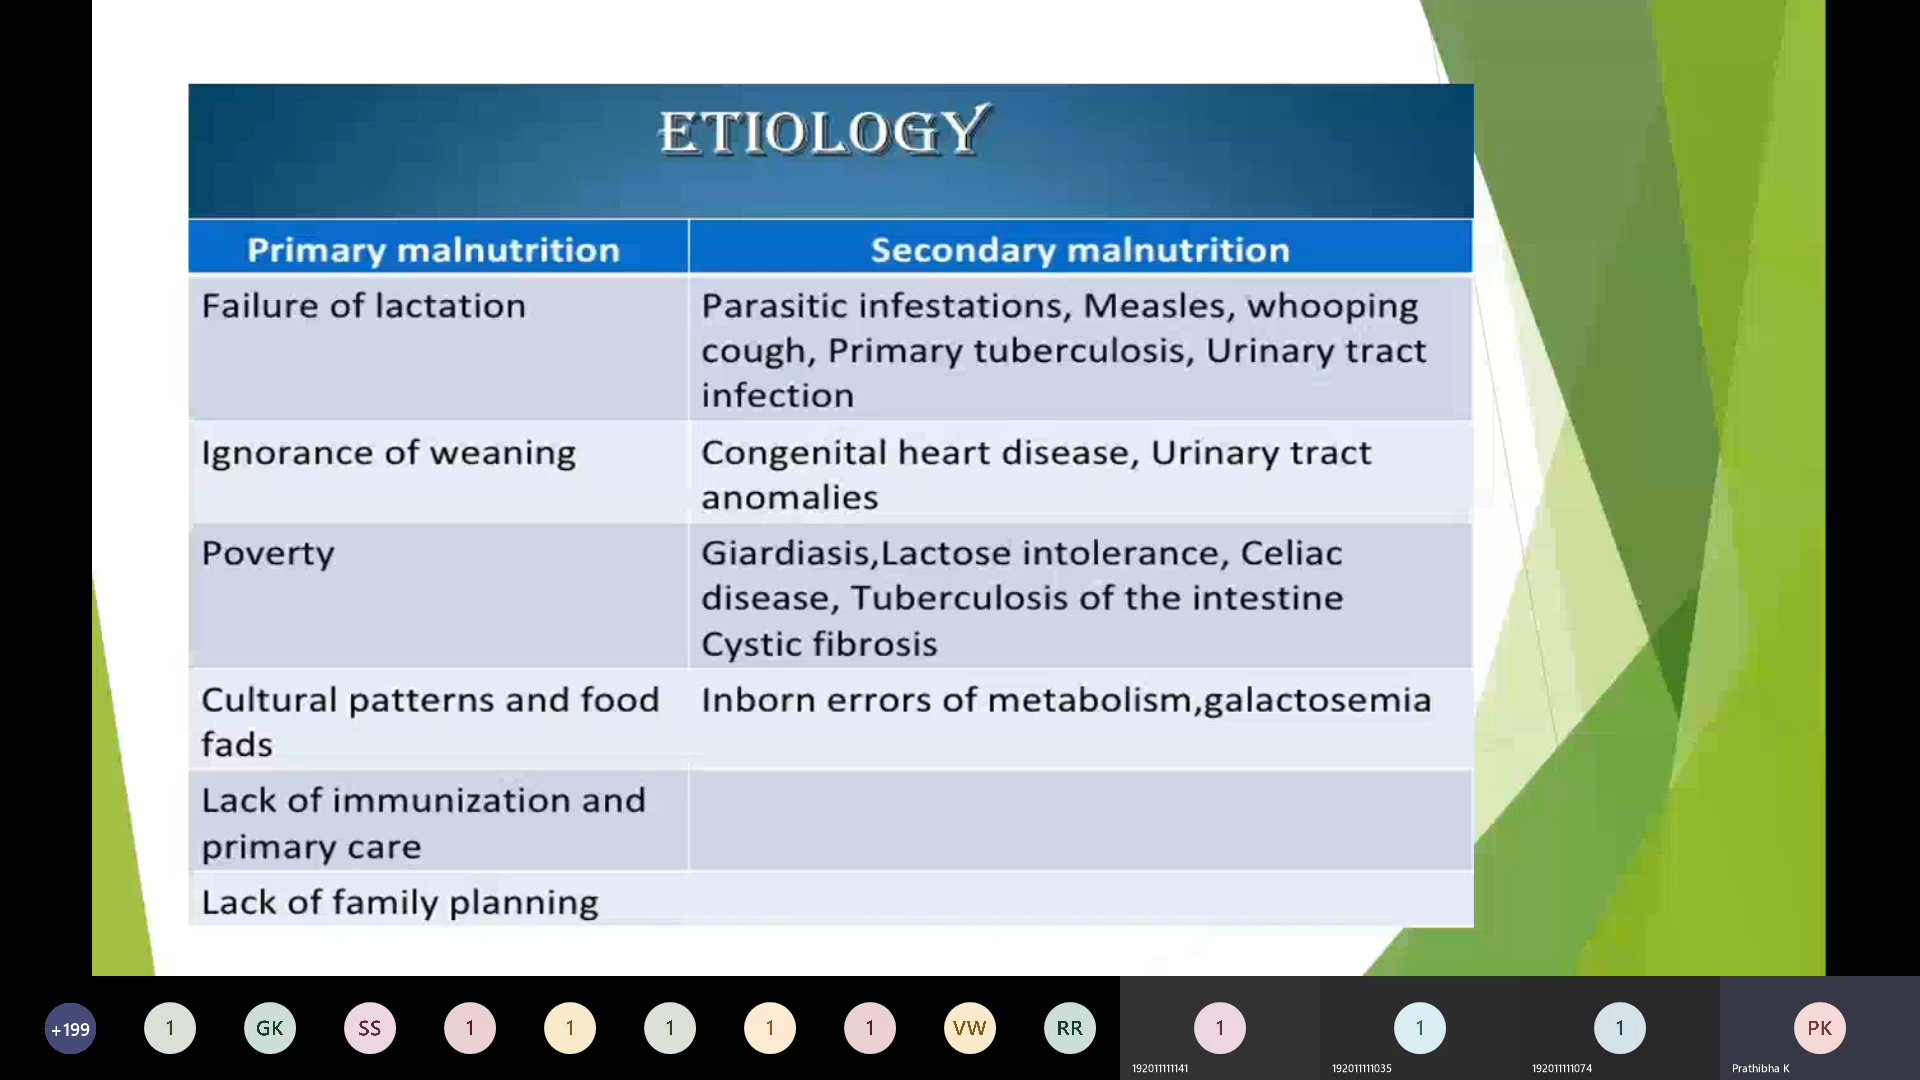 ETIOLOGY
Primary malnutrition
Secondary malnutrition
Failure of lactation
Parasitic infestations, Measles, whooping
cough, Primary tuberculosis, Urinary tract
infection
Ignorance of weaning
Congenital heart disease, Urinary tract
anomalies
Poverty
Giardiasis,Lactose intolerance, Celiac
disease, Tuberculosis of the intestine
Cystic fibrosis
Cultural patterns and food
fads
Inborn errors of metabolism,galactosemia
Lack of immunization and
primary care
Lack of family planning
+199
1
GK
SS
1
1
1
1
1
VW
RR
1
192011111141
1
192011111035
1
192011111074
PK
Prathibha K